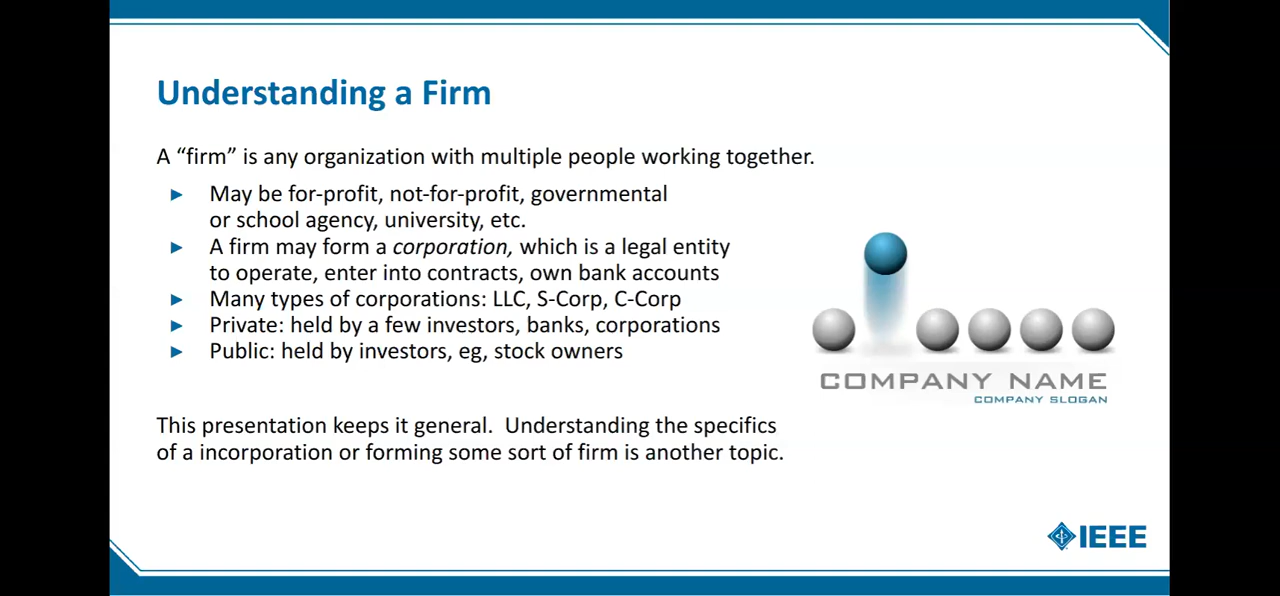 Understanding a Firm
A “firm” is any organization with multiple people working together.
May be for-profit, not-for-profit, governmental
or school agency, university, etc.
A firm may form a corporation, which is a legal entity
to operate, enter into contracts, own bank accounts
Many types of corporations: LLC, S-Corp, C-Corp
Private: held by a few investors, banks, corporations
Public: held by investors, eg, stock owners
COMPANY NAME
COMPANY SLOGAN
This presentation keeps it general.  Understanding the specifics
of a incorporation or forming some sort of firm is another topic.
IEEE